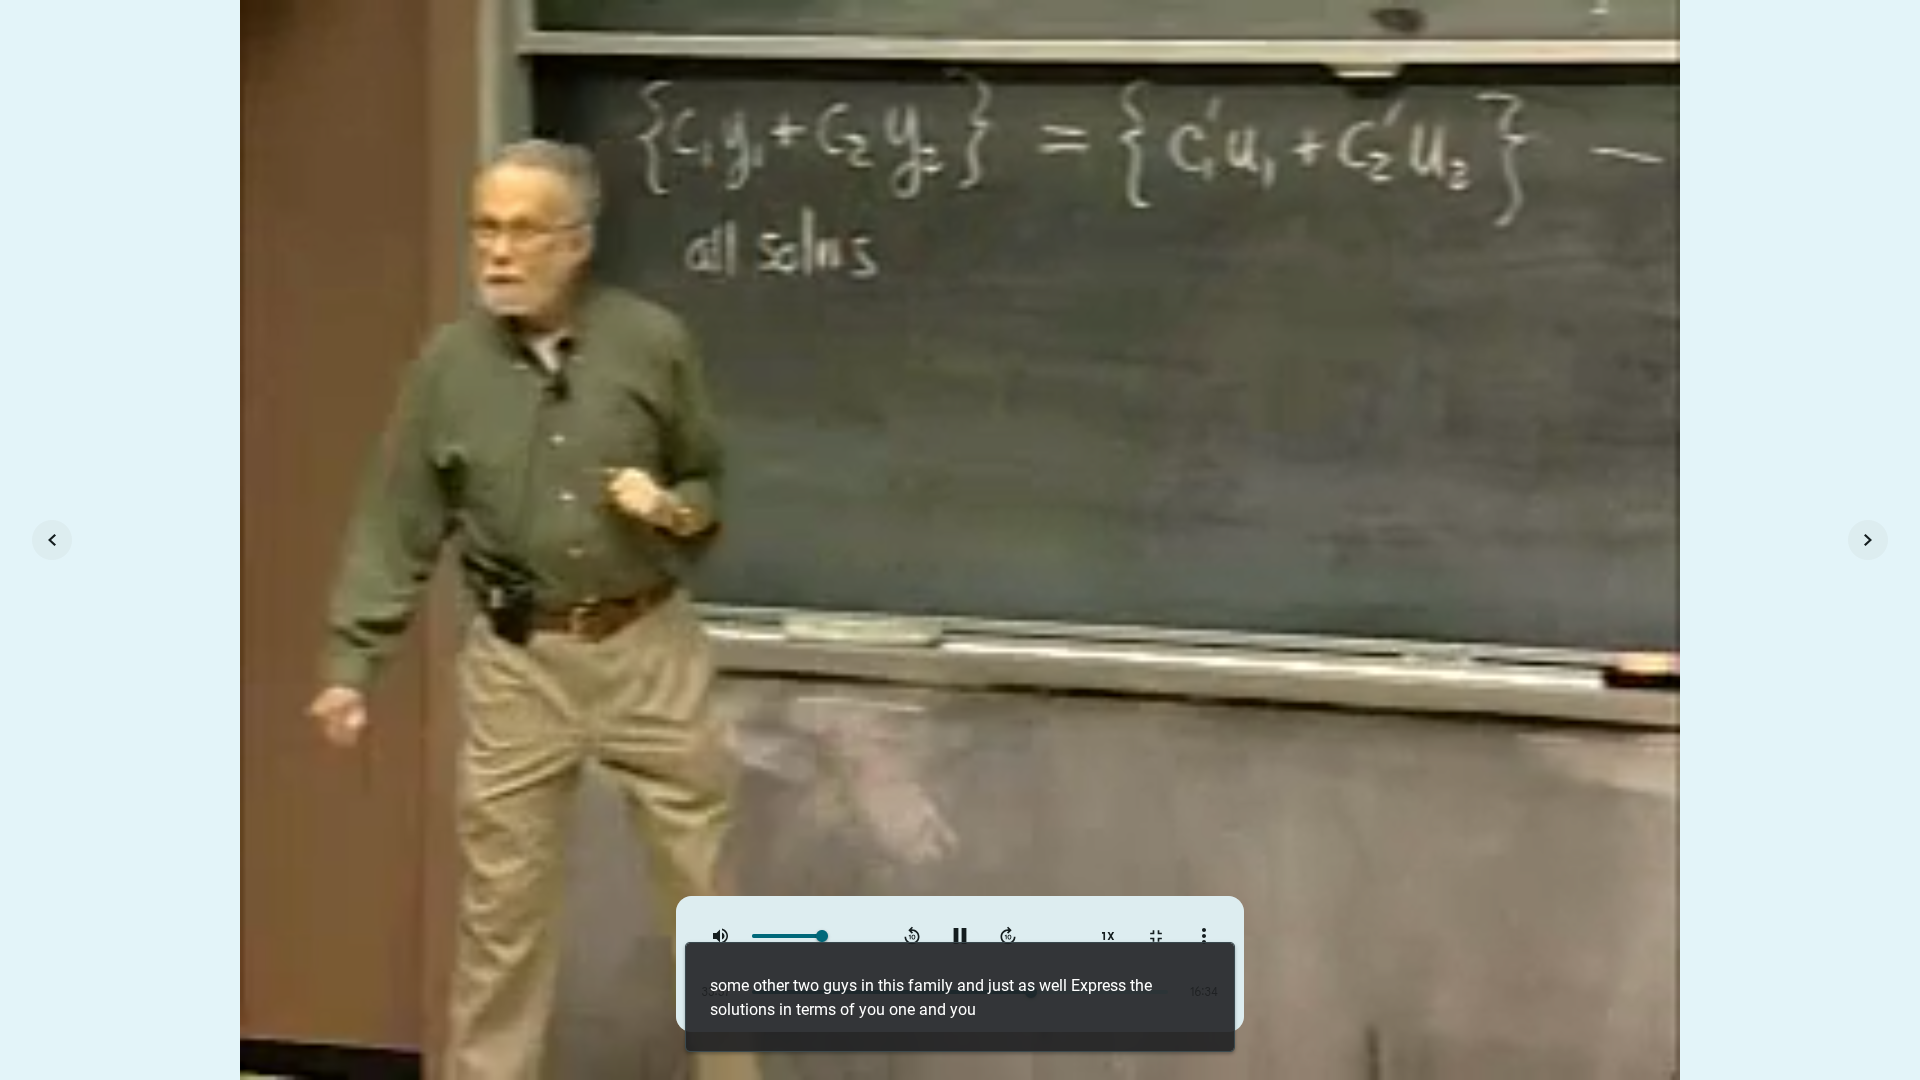 {c₁y₁ + c₂y₂} = {c₁'u₁ + c₂'u₂} —
all solns
1X
16:34
some other two guys in this family and just as well Express the
solutions in terms of you one and you